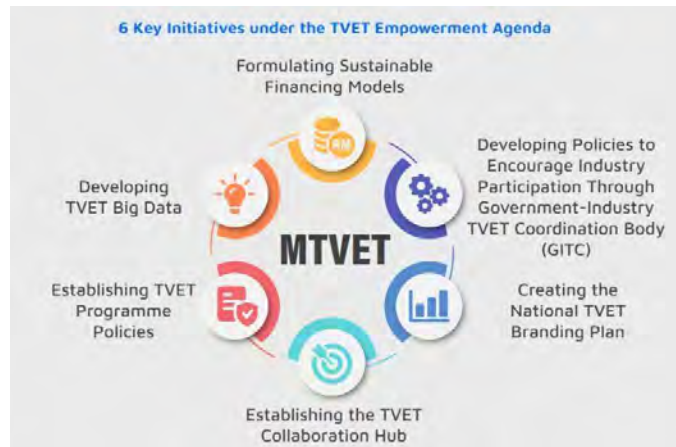 6 Key Initiatives under the TVET Empowerment Agenda
Formulating Sustainable
Financing Models
RM
Developing Policies to
Encourage Industry
Participation Through
Government-Industry
TVET Coordination Body
(GITC)
Developing
TVET Big Data
MTVET
Establishing TVET
Programme
Policies
Creating the
National TVET
Branding Plan
Establishing the TVET
Collaboration Hub